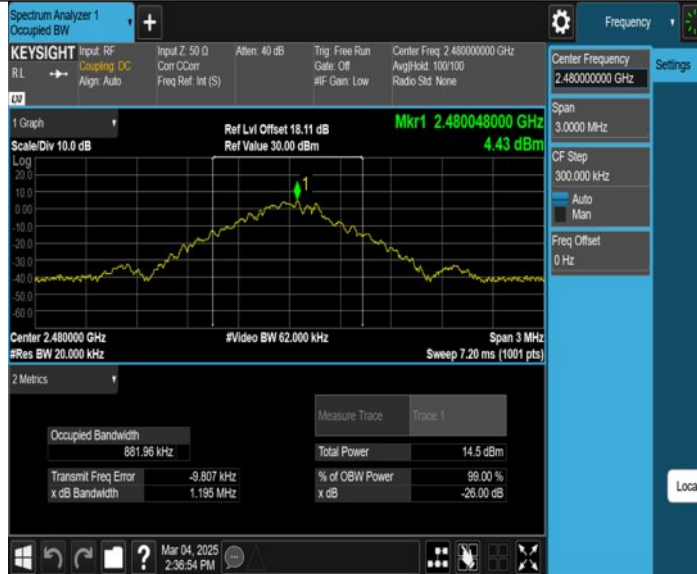 Spectrum Analyzer 1
Occupied BW
+
Frequency
Settings
KEYSIGHT
RL
LXI
Input: RF
Coupling: DC
Align: Auto
Input Z: 50 Ω
Corr CCorr
Freq Ref: Int (S)
Atten: 40 dB
Trig: Free Run
Gate: Off
#IF Gain: Low
Center Freq: 2.480000000 GHz
Avg|Hold: 100/100
Radio Std: None
Center Frequency
2.480000000 GHz
Span
3.0000 MHz
CF Step
300.000 kHz
Auto
Man
Freq Offset
0 Hz
1 Graph
Scale/Div 10.0 dB
Ref Lvl Offset 18.11 dB
Ref Value 30.00 dBm
Mkr1 2.480048000 GHz
4.43 dBm
Log
20.0
10.0
0.00
-10.0
-20.0
-30.0
-40.0
-50.0
-60.0
1
Center 2.480000 GHz
#Res BW 20.000 kHz
#Video BW 62.000 kHz
Span 3 MHz
Sweep 7.20 ms (1001 pts)
2 Metrics
Measure Trace
Trace 1
Occupied Bandwidth
881.96 kHz
Total Power
14.5 dBm
Transmit Freq Error
-9.807 kHz
% of OBW Power
99.00 %
x dB Bandwidth
1.195 MHz
x dB
-26.00 dB
Loca
?
Mar 04, 2025
2:36:54 PM